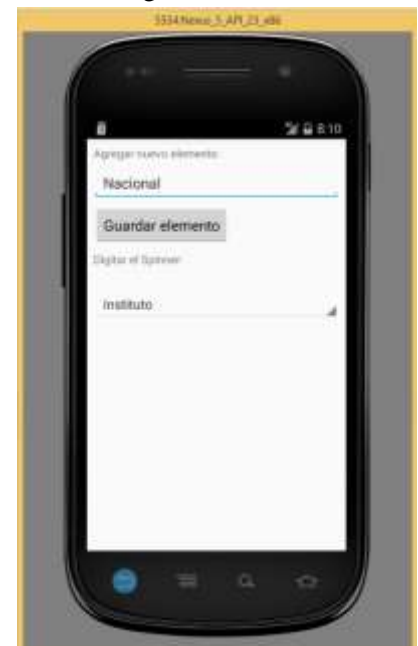 5554:Nexus_5_API_23_x86
8:10
Agregar nuevo elemento
Nacional
Guardar elemento
Digitar el Spinner
Instituto